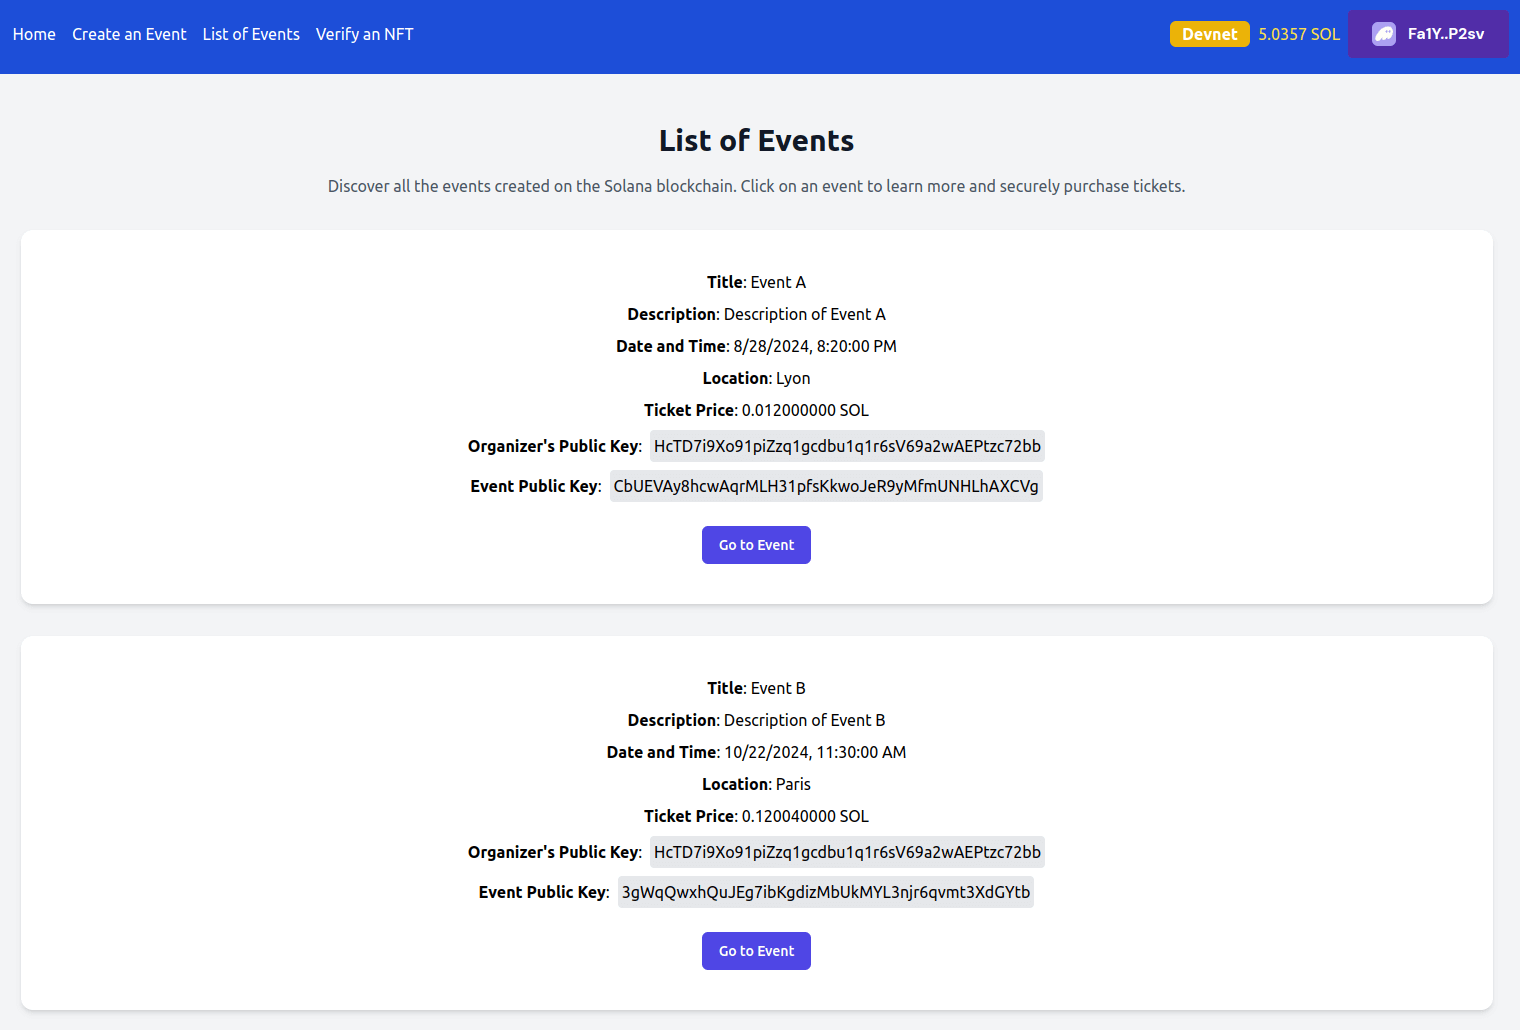 Home Create an Event List of Events Verify an NFT Devnet 5.0357 SOL Fa1Y..P2sv
List of Events
Discover all the events created on the Solana blockchain. Click on an event to learn more and securely purchase tickets.
Title: Event A
Description: Description of Event A
Date and Time: 8/28/2024, 8:20:00 PM
Location: Lyon
Ticket Price: 0.012000000 SOL
Organizer's Public Key: HcTD7i9Xo91piZzq1gcdbu1q1r6sV69a2wAEPtzc72bb
Event Public Key: CbUEVAy8hcwAqrMLH31pfsKkwoJeR9yMfmUNHLhAXCVg
Go to Event
Title: Event B
Description: Description of Event B
Date and Time: 10/22/2024, 11:30:00 AM
Location: Paris
Ticket Price: 0.120040000 SOL
Organizer's Public Key: HcTD7i9Xo91piZzq1gcdbu1q1r6sV69a2wAEPtzc72bb
Event Public Key: 3gWqQwxhQuJEg7ibKgdizMbUkMYL3njr6qvmt3XdGYtb
Go to Event